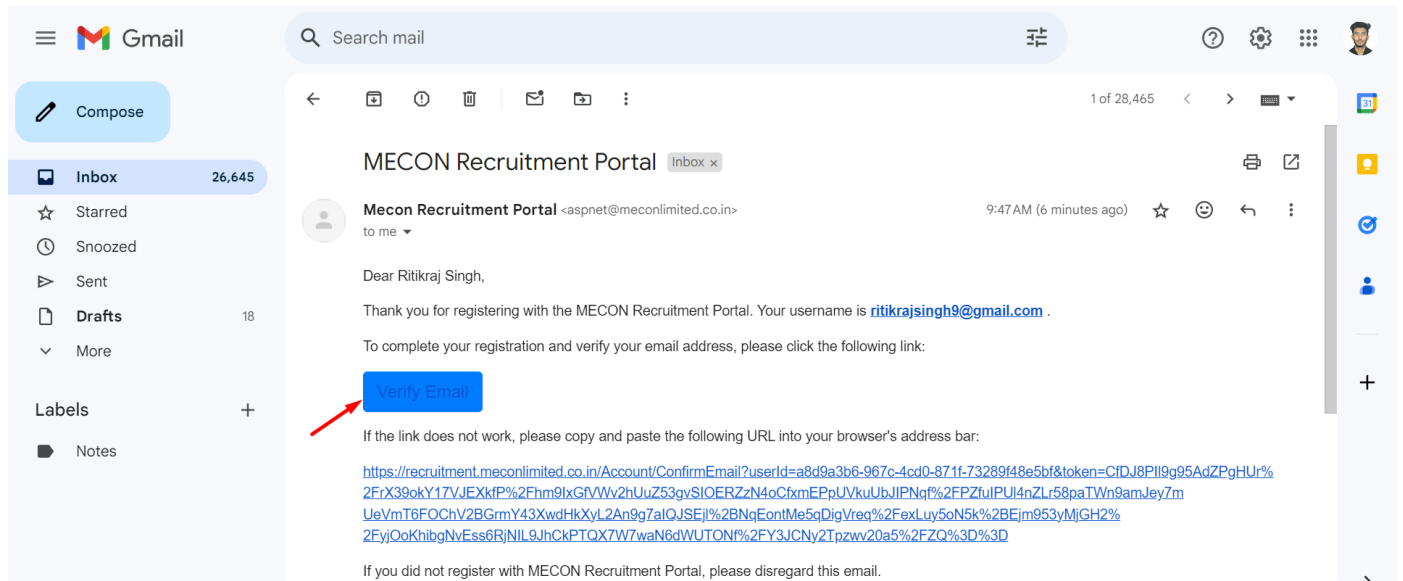 Gmail
Search mail
Compose
1 of 28,465
31
Inbox 26,645
Starred
Snoozed
Sent
Drafts 18
More
Labels
Notes
MECON Recruitment Portal Inbox x
Mecon Recruitment Portal <aspnet@meconlimited.co.in> 9:47 AM (6 minutes ago)
to me
Dear Ritikraj Singh,
Thank you for registering with the MECON Recruitment Portal. Your username is ritikrajsingh9@gmail.com .
To complete your registration and verify your email address, please click the following link:
Verify Email
If the link does not work, please copy and paste the following URL into your browser's address bar:
https://recruitment.meconlimited.co.in/Account/ConfirmEmail?userId=a8d9a3b6-967c-4cd0-871f-73289f48e5bf&token=CfDJ8PIl9g95AdZPgHUr%
2FrX39okY17VJEXkfP%2Fhm9IxGfVWv2hUuZ53gvSIOERZzN4oCfxmEPpUVkuUbJIPNqf%2FPZfuIPUl4nZLr58paTWn9amJey7m
UeVmT6FOChV2BGrmY43XwdHkXyL2An9g7aIQJSEjl%2BNqEontMe5qDigVreq%2FexLuy5oN5k%2BEjm953yMjGH2%
2FyjOoKhibgNvEss6RjNIL9JhCkPTQX7W7waN6dWUTONf%2FY3JCNy2Tpzwv20a5%2FZQ%3D%3D
If you did not register with MECON Recruitment Portal, please disregard this email.